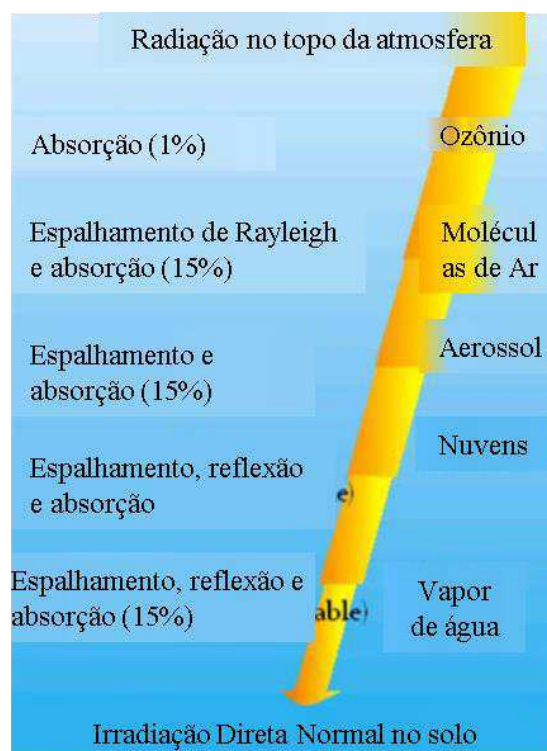 Radiação no topo da atmosfera
Absorção (1%)
Ozônio
Espalhamento de Rayleigh
e absorção (15%)
Molécul
as de Ar
Espalhamento e
absorção (15%)
Aerossol
Espalhamento, reflexão
e absorção
Nuvens
e)
Espalhamento, reflexão e
absorção (15%)
able)
Vapor
de água
Irradiação Direta Normal no solo